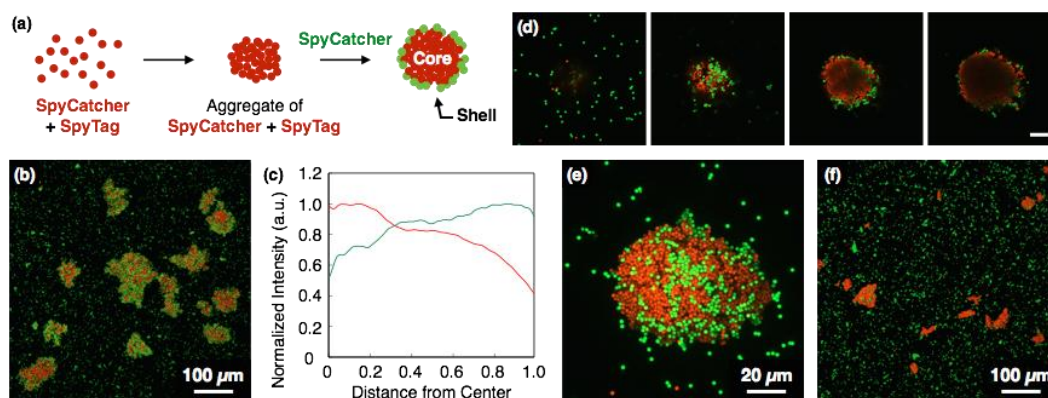 (a)
SpyCatcher
+ SpyTag
Aggregate of
SpyCatcher + SpyTag
SpyCatcher
Core
Shell
(d)
(b)
100 µm
(c)
Normalized Intensity (a.u.)
1.2
1.0
0.8
0.6
0.4
0.2
0
0 0.2 0.4 0.6 0.8 1.0
Distance from Center
(e)
20 µm
(f)
100 µm